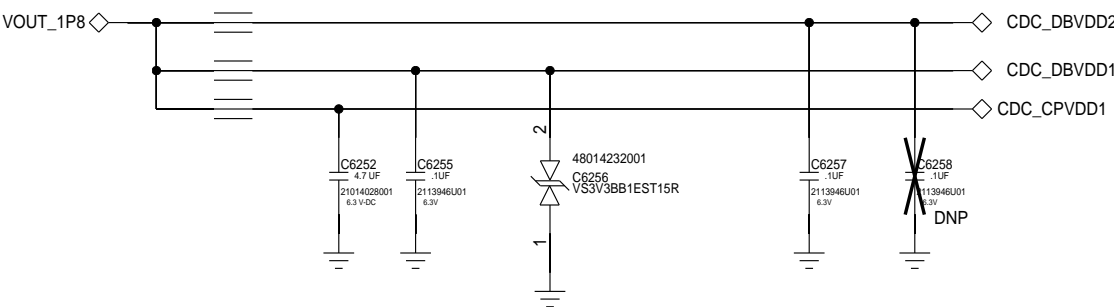 VOUT_1P8
CDC_DBVDD2
CDC_DBVDD1
CDC_CPVDD1
2
1
C6252
4.7 UF
21014028001
6.3 V-DC
C6255
.1UF
2113946U01
6.3V
48014232001
C6256
VS3V3BB1EST15R
C6257
.1UF
2113946U01
6.3V
C6258
.1UF
2113946U01
6.3V
DNP